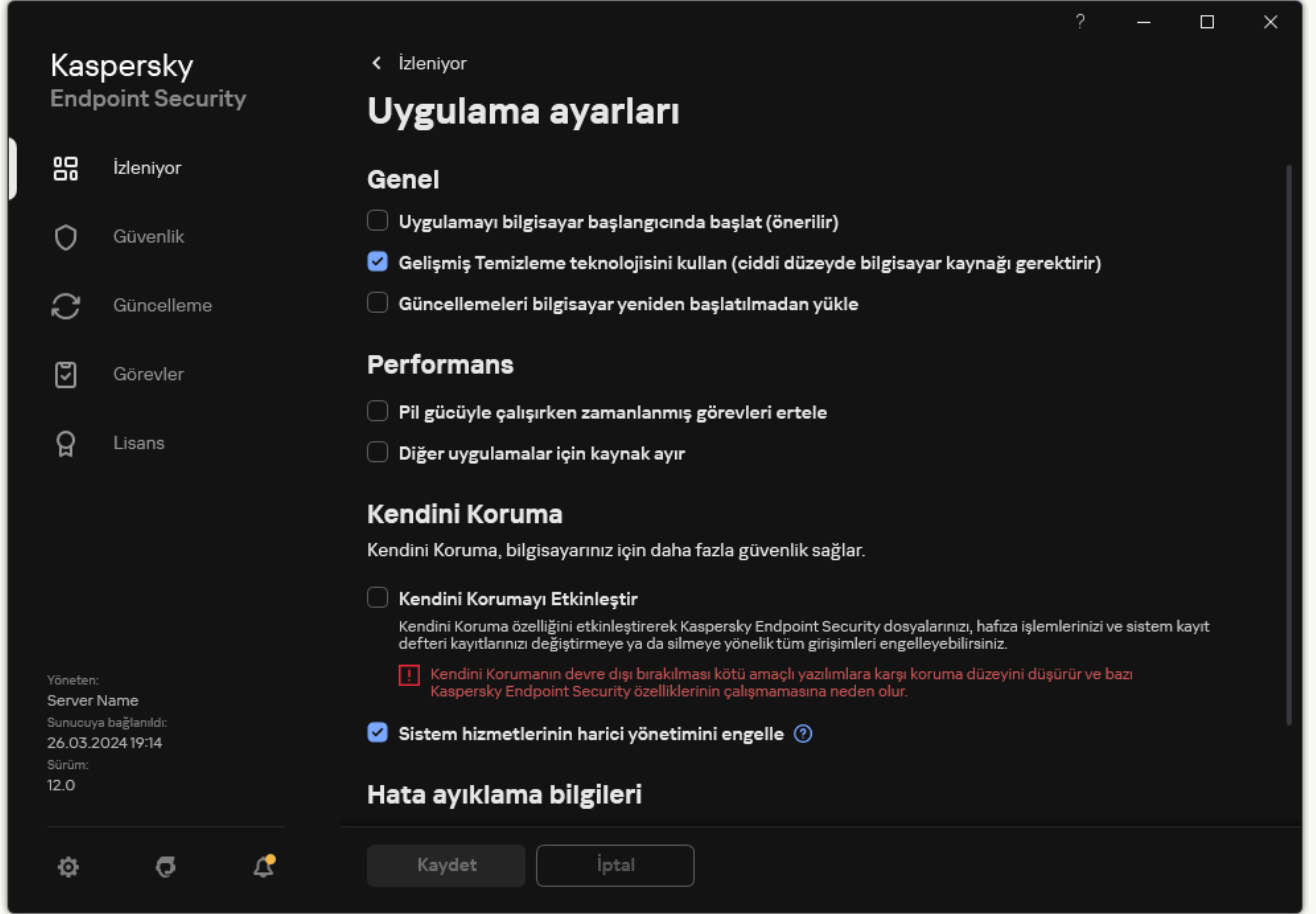 Kaspersky
Endpoint Security
İzleniyor
Güvenlik
Güncelleme
Görevler
Lisans
Yöneten:
Server Name
Sunucuya bağlanıldı:
26.03.2024 19:14
Sürüm:
12.0
?
İzleniyor
Uygulama ayarları
Genel
Uygulamayı bilgisayar başlangıcında başlat (önerilir)
Gelişmiş Temizleme teknolojisini kullan (ciddi düzeyde bilgisayar kaynağı gerektirir)
Güncellemeleri bilgisayar yeniden başlatılmadan yükle
Performans
Pil gücüyle çalışırken zamanlanmış görevleri ertele
Diğer uygulamalar için kaynak ayır
Kendini Koruma
Kendini Koruma, bilgisayarınız için daha fazla güvenlik sağlar.
Kendini Korumayı Etkinleştir
Kendini Koruma özelliğini etkinleştirerek Kaspersky Endpoint Security dosyalarınızı, hafıza işlemlerinizi ve sistem kayıt
defteri kayıtlarınızı değiştirmeye ya da silmeye yönelik tüm girişimleri engelleyebilirsiniz.
Kendini Korumanın devre dışı bırakılması kötü amaçlı yazılımlara karşı koruma düzeyini düşürür ve bazı
Kaspersky Endpoint Security özelliklerinin çalışmamasına neden olur.
Sistem hizmetlerinin harici yönetimini engelle ?
Hata ayıklama bilgileri
Kaydet
İptal